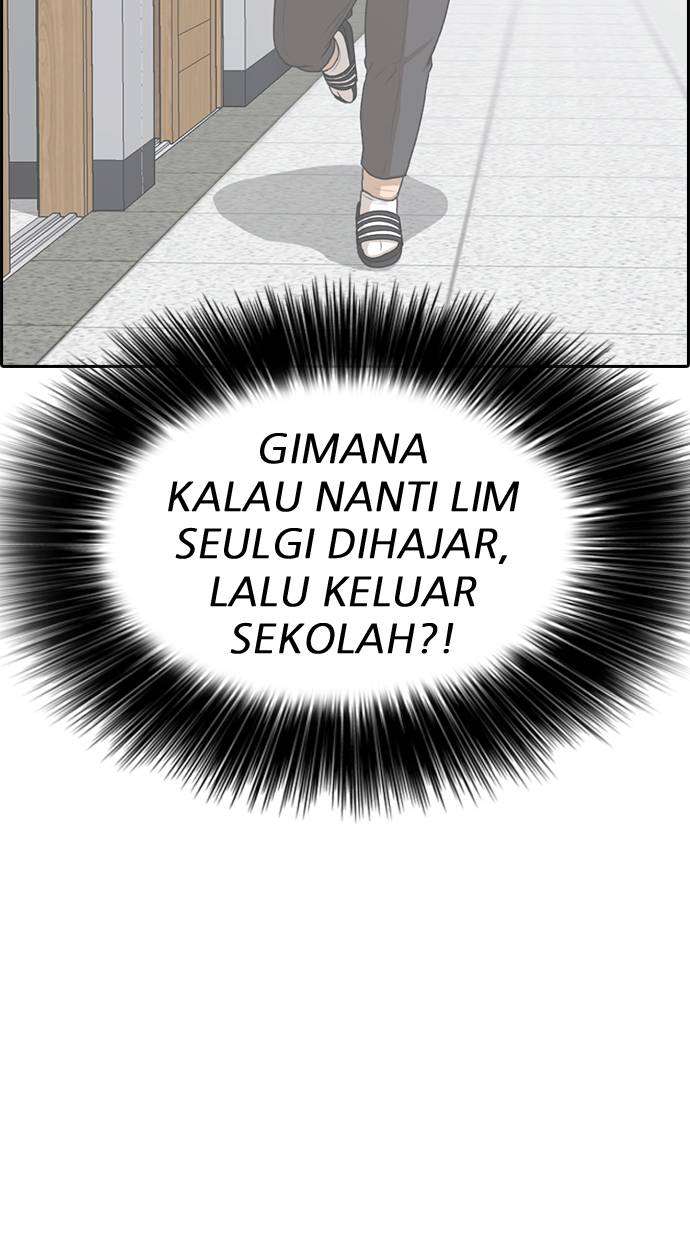 GIMANA
KALAU NANTI LIM
SEULGI DIHAJAR,
LALU KELUAR
SEKOLAH?!